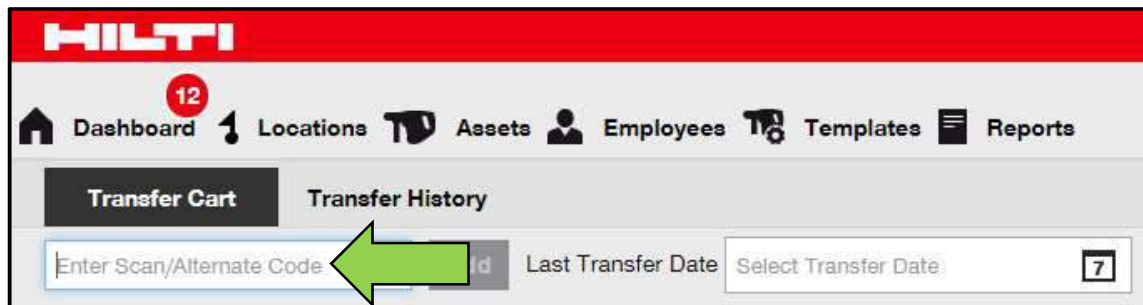 HILTI
12
Dashboard Locations Assets Employees Templates Reports
Transfer Cart Transfer History
Enter Scan/Alternate Code Last Transfer Date Select Transfer Date 7